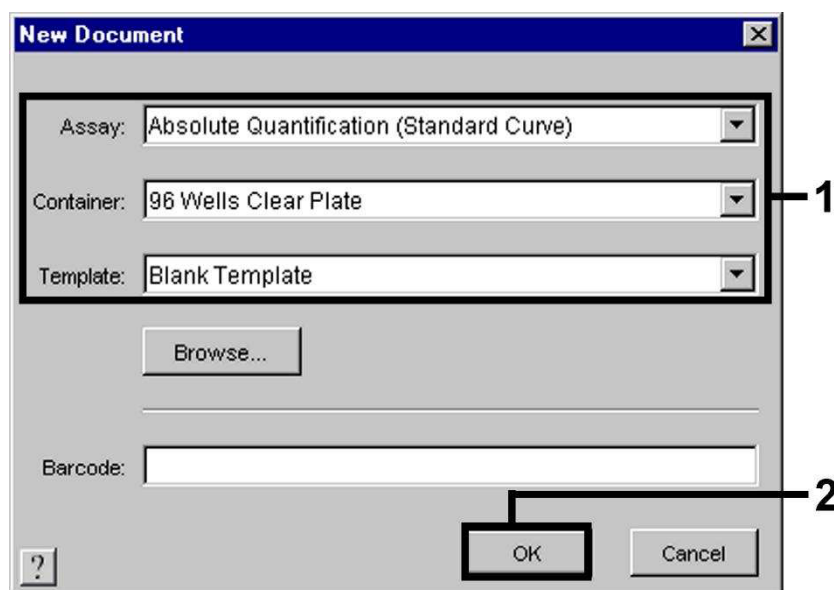 New Document
Assay: Absolute Quantification (Standard Curve)
Container: 96 Wells Clear Plate
1
Template: Blank Template
Browse...
Barcode:
2
OK Cancel
?